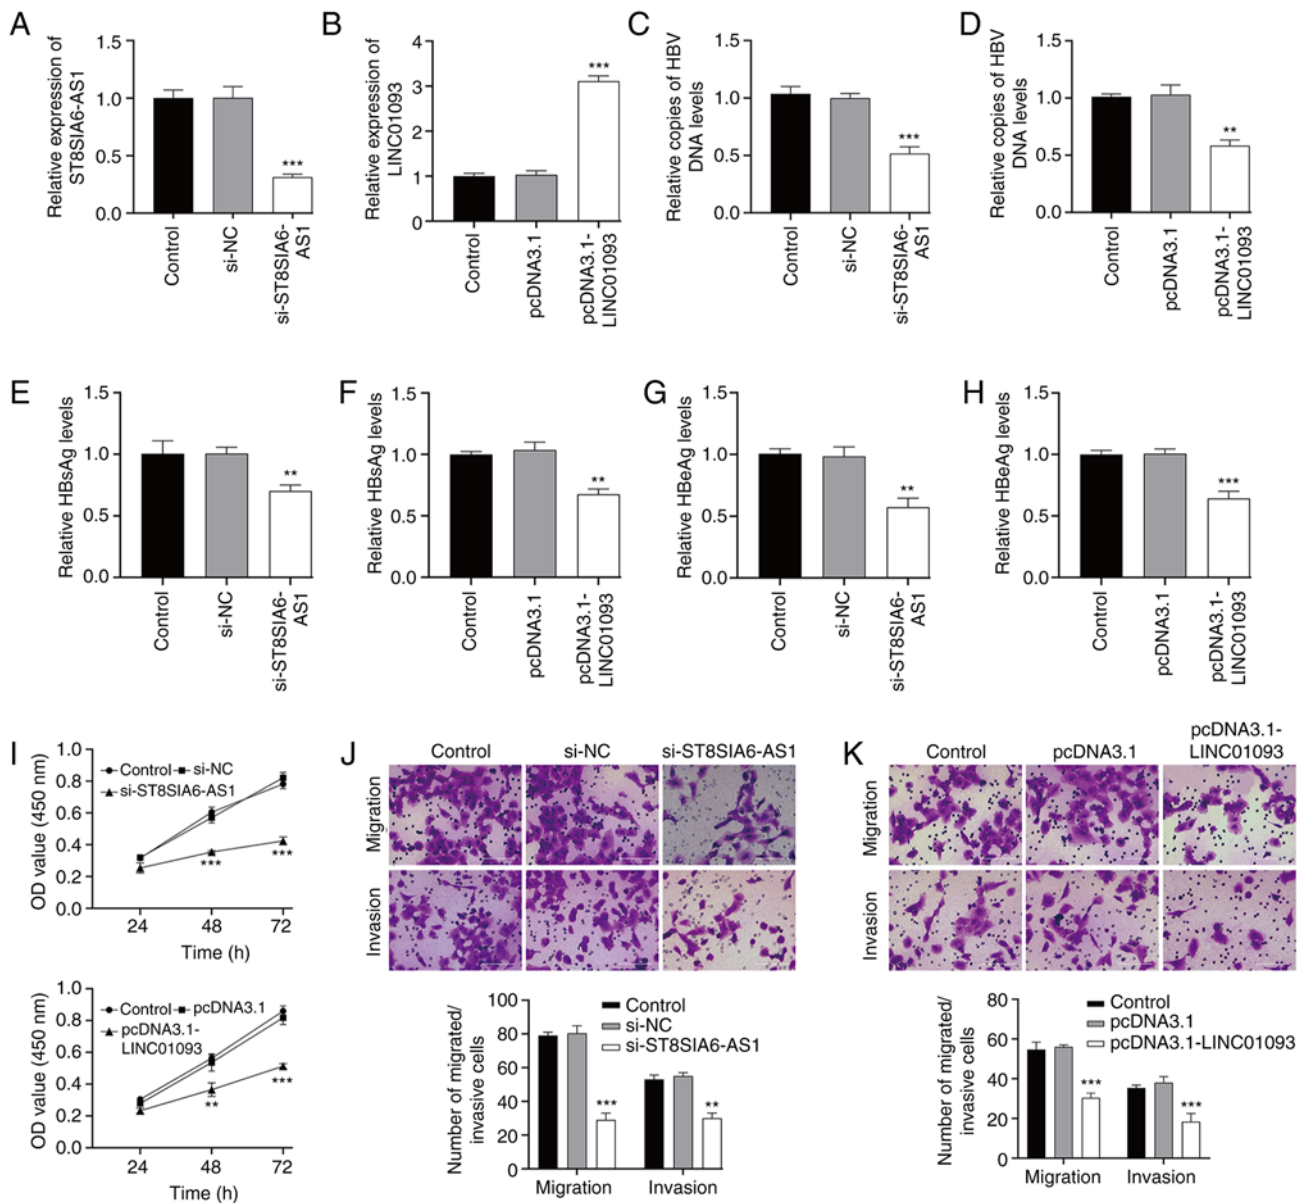 A
Relative expression of
ST8SIA6-AS1
1.5
1.0
0.5
0.0
***
Control
si-NC
si-ST8SIA6-
AS1
B
Relative expression of
LINC01093
4
3
2
1
0
***
Control
pcDNA3.1
pcDNA3.1-
LINC01093
C
Relative copies of HBV
DNA levels
1.5
1.0
0.5
0.0
***
Control
si-NC
si-ST8SIA6-
AS1
D
Relative copies of HBV
DNA levels
1.5
1.0
0.5
0.0
**
Control
pcDNA3.1
pcDNA3.1-
LINC01093
E
Relative HBsAg levels
1.5
1.0
0.5
0.0
**
Control
si-NC
si-ST8SIA6-
AS1
F
Relative HBsAg levels
1.5
1.0
0.5
0.0
**
Control
pcDNA3.1
pcDNA3.1-
LINC01093
G
Relative HBeAg levels
1.5
1.0
0.5
0.0
**
Control
si-NC
si-ST8SIA6-
AS1
H
Relative HBeAg levels
1.5
1.0
0.5
0.0
***
Control
pcDNA3.1
pcDNA3.1-
LINC01093
I
OD value (450 nm)
1.0
0.8
0.6
0.4
0.2
0.0
Control si-NC
si-ST8SIA6-AS1
***
***
24 48 72
Time (h)
OD value (450 nm)
1.0
0.8
0.6
0.4
0.2
0.0
Control pcDNA3.1
pcDNA3.1-
LINC01093
**
***
24 48 72
Time (h)
J
Control si-NC si-ST8SIA6-AS1
Migration
Invasion
Number of migrated/
invasive cells
100
80
60
40
20
0
Control
si-NC
si-ST8SIA6-AS1
***
**
Migration Invasion
K
Control pcDNA3.1 pcDNA3.1-
LINC01093
Migration
Invasion
Number of migrated/
invasive cells
80
60
40
20
0
Control
pcDNA3.1
pcDNA3.1-LINC01093
***
***
Migration Invasion